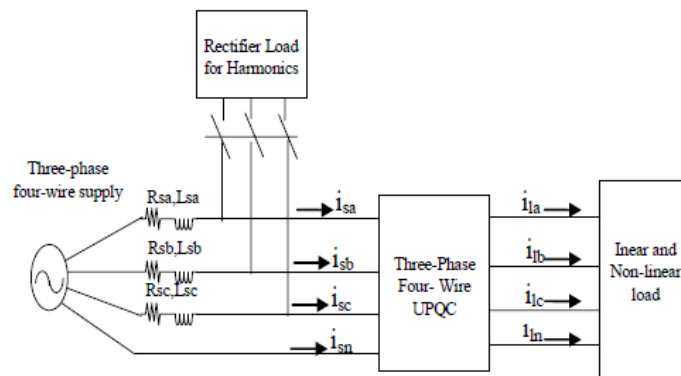 Rectifier Load
for Harmonics
Three-phase
four-wire supply
Rsa,Lsa
isa
ila
Rsb,Lsb
isb
ilb
Rsc,Lsc
isc
ilc
isn
iln
Three-Phase
Four- Wire
UPQC
Inear and
Non-linear
load